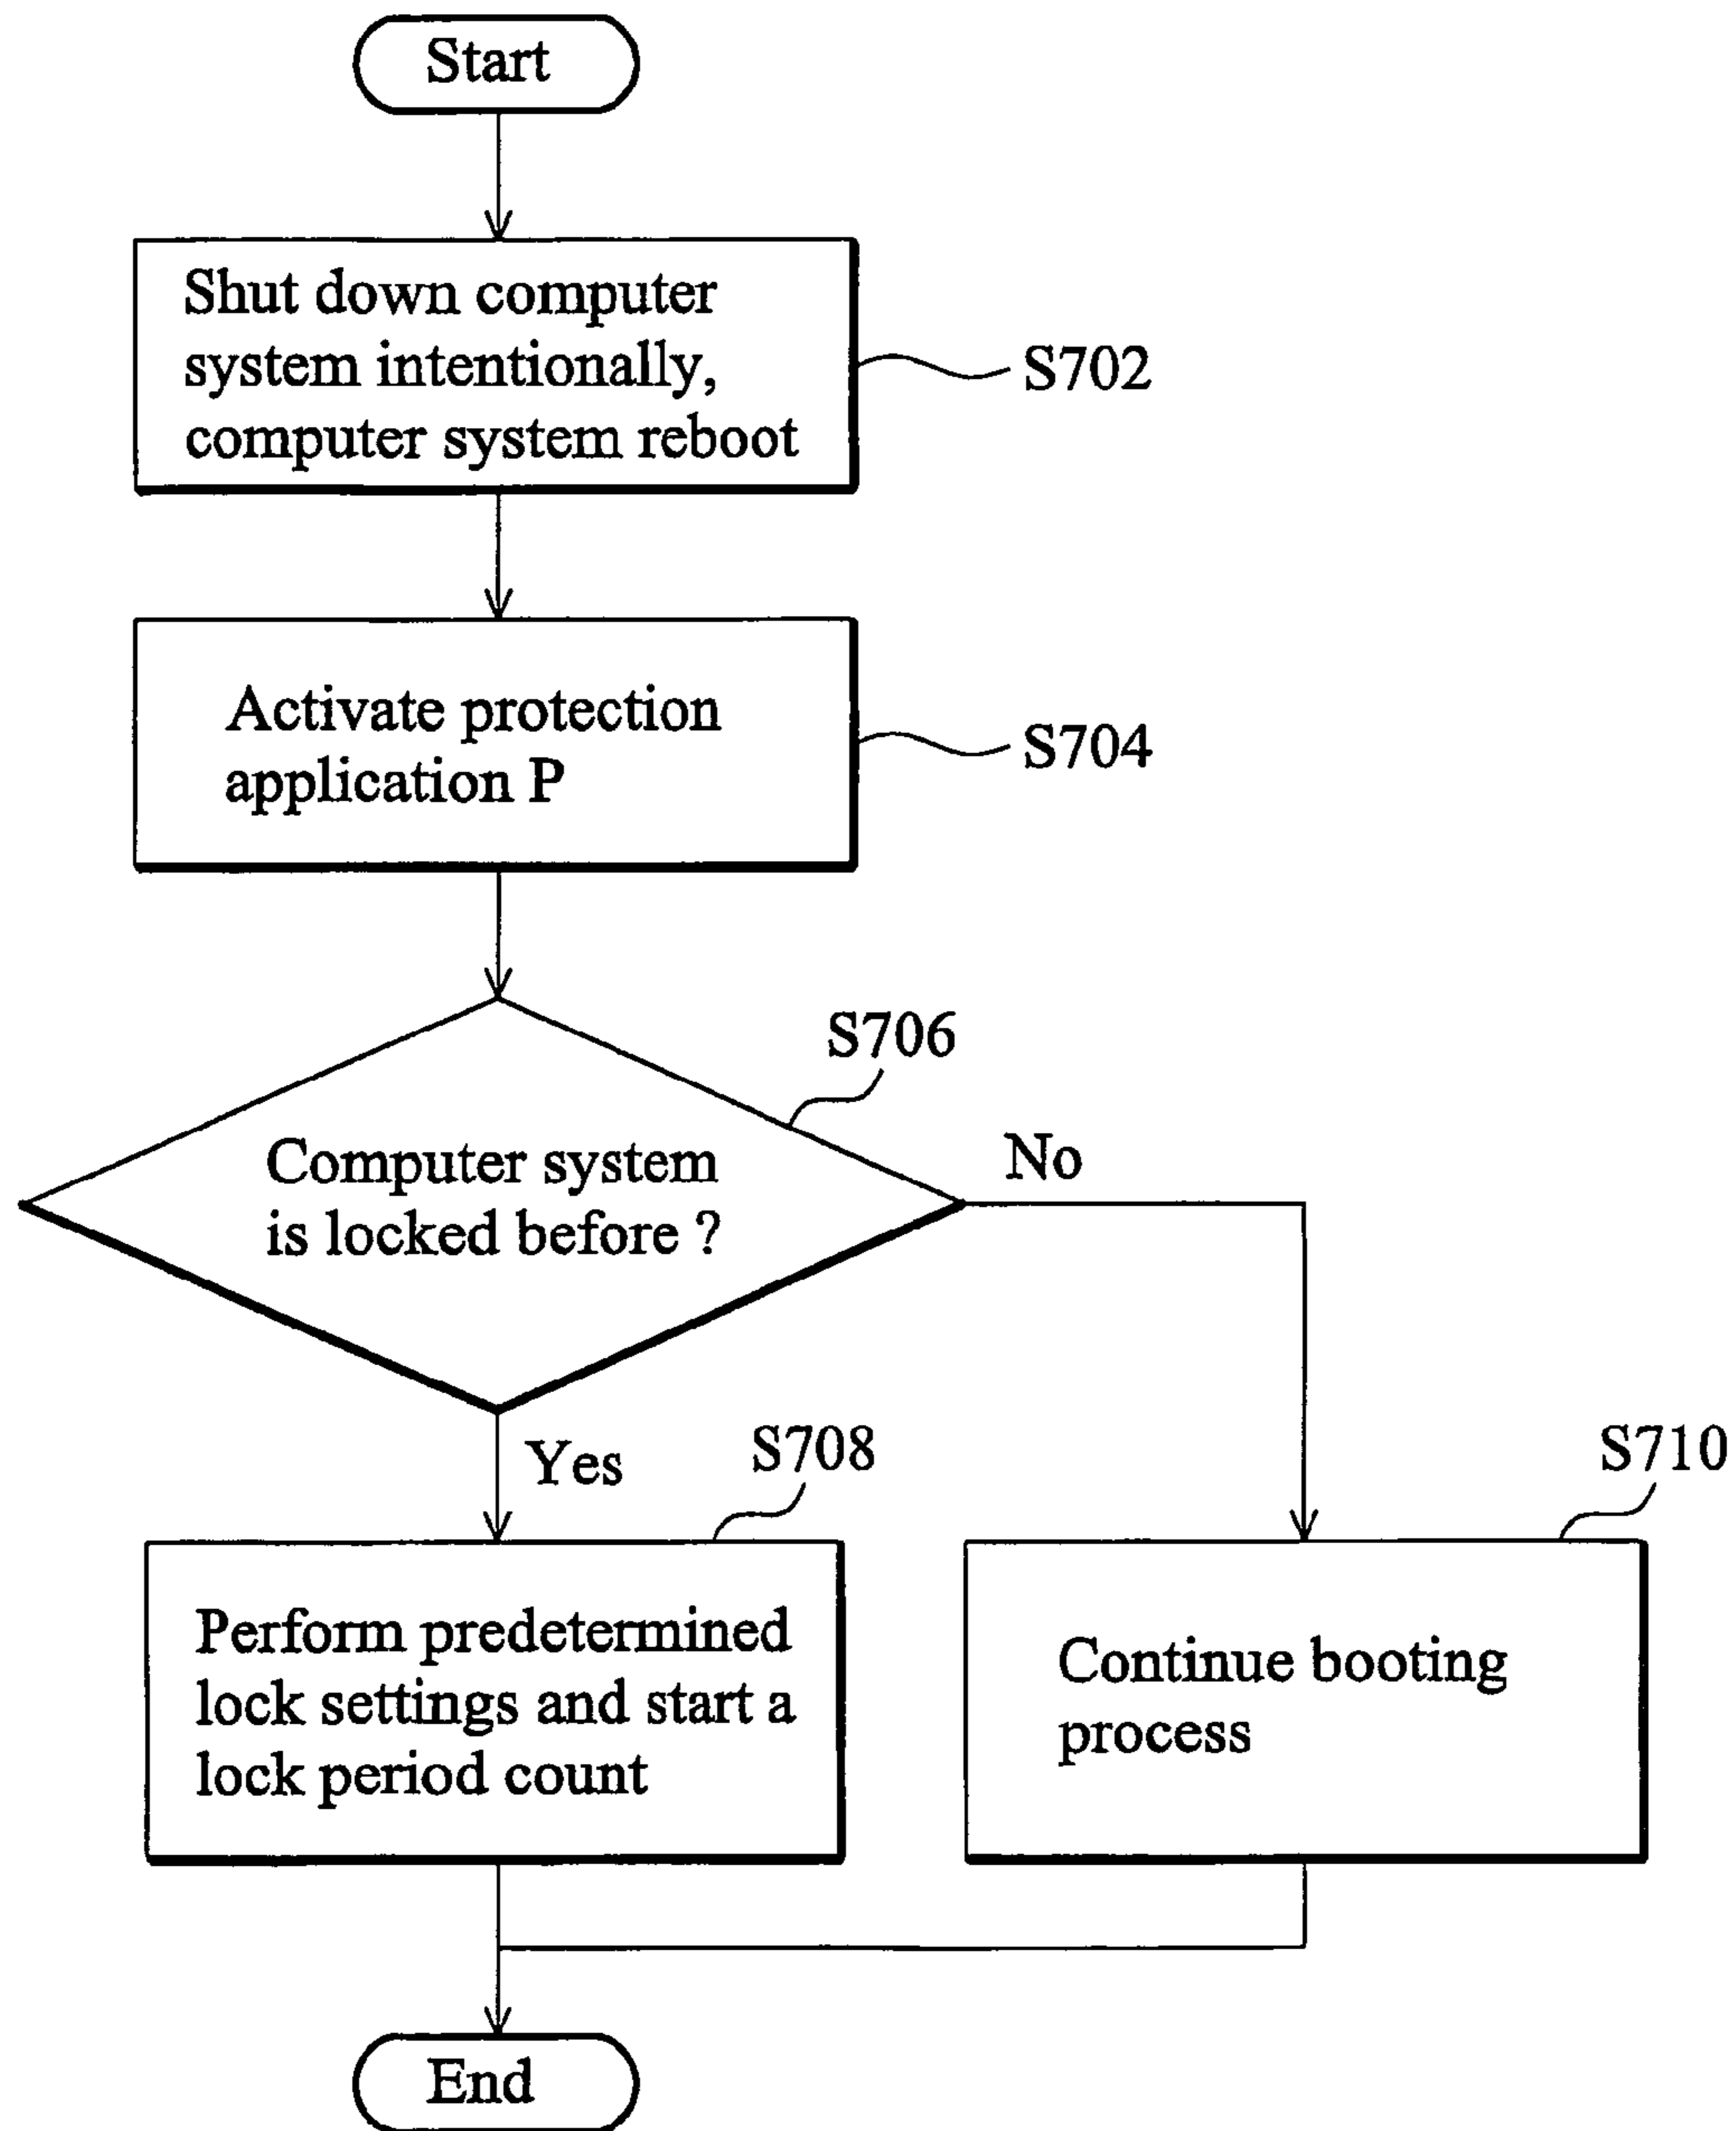 Start
Shut down computer
system intentionally,
computer system reboot
S702
Activate protection
application P
S704
S706
Computer system
is locked before ?
No
Yes
S708
S710
Perform predetermined
lock settings and start a
lock period count
Continue booting
process
End